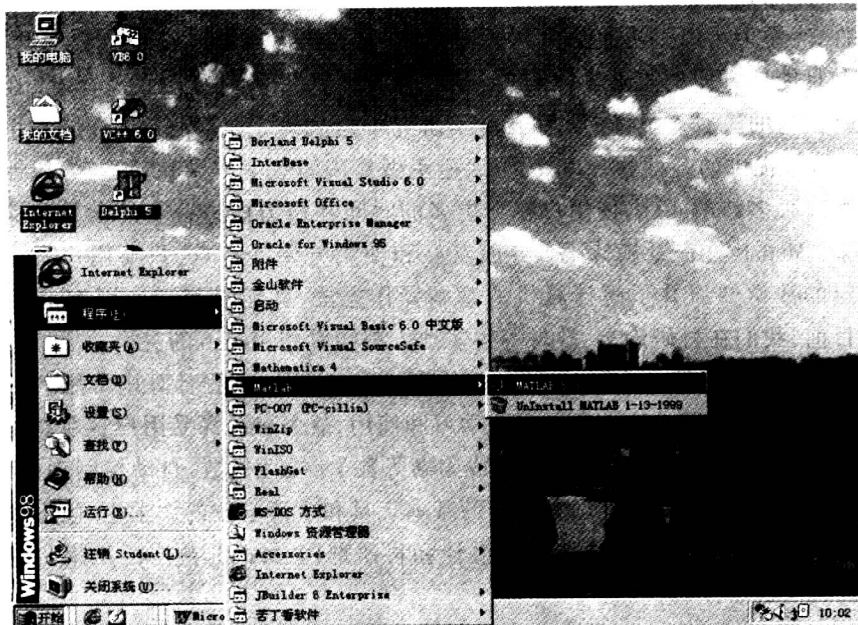 我的电脑
VB6 0
我的文档
VC++ 6.0
Internet
Explorer
Delphi 5
Internet Explorer
程序(P)
收藏夹(A)
文档(D)
设置(S)
查找(F)
帮助(H)
运行(R)...
注销 Student(L)...
关闭系统(U)...
Windows98
Borland Delphi 5
InterBase
Microsoft Visual Studio 6.0
Mircosoft Office
Oracle Enterprise Manager
Oracle for Windows 95
附件
金山软件
启动
Microsoft Visual Basic 6.0 中文版
Microsoft Visual SourceSafe
Mathematica 4
Matlab
PC-007 (PC-cillin)
WinZip
WinISO
FlashGet
Real
MS-DOS 方式
Windows 资源管理器
Accessories
Internet Explorer
JBuilder 6 Enterprise
苦丁香软件
MATLAB
UnInstall MATLAB 1-13-1999
开始
Micro
10:02